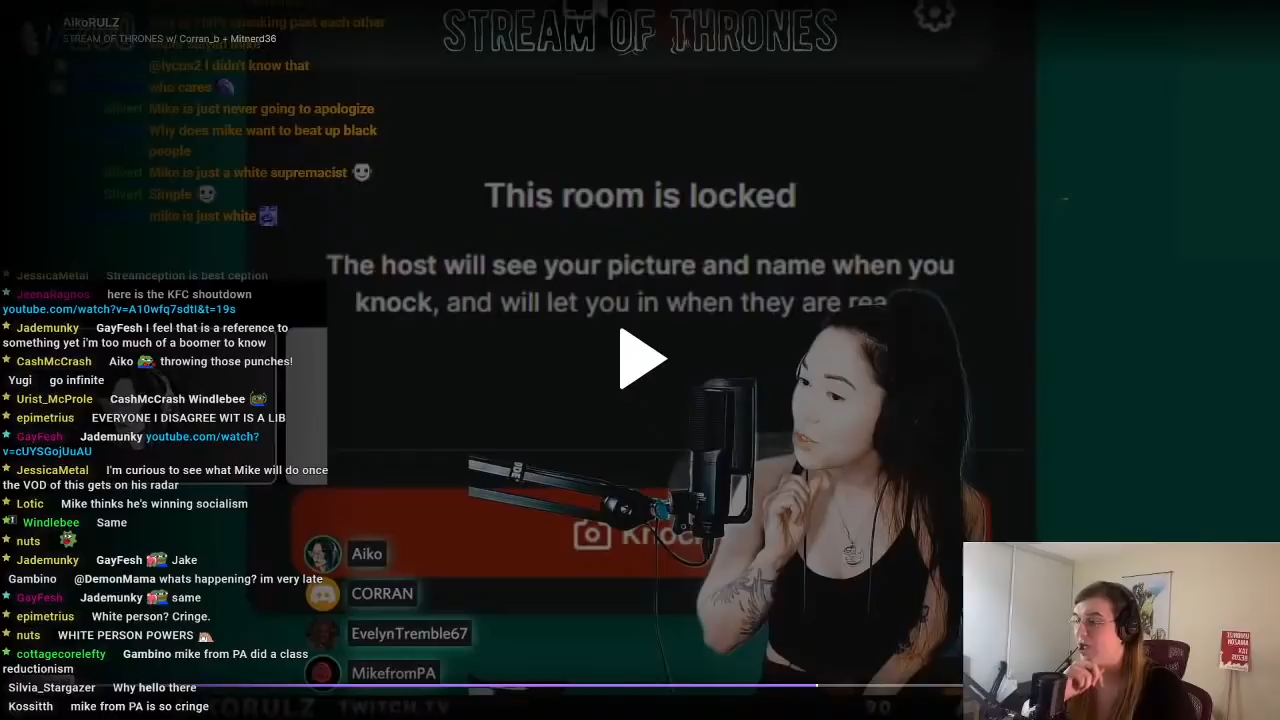 AikoRULZ
STREAM OF THRONES w/ Corran_b + Mitnerd36
past each other
@lycus2 I didn't know that
who cares
Mike is just never going to apologize
Why does mike want to beat up black
people
Mike is just a white supremacist
Simple
mike is just white
STREAM OF THRONES
This room is locked
The host will see your picture and name when you
knock, and will let you in when they are rea
JessicaMetal Streamception is best ception
JeenaRagnos here is the KFC shoutdown
youtube.com/watch?v=A10wfq7sdtI&t=19s
Jademunky GayFesh I feel that is a reference to
something yet i'm too much of a boomer to know
CashMcCrash Aiko throwing those punches!
Yugi go infinite
Urist_McProle CashMcCrash Windlebee
epimetrius EVERYONE I DISAGREE WIT IS A LIB
GayFesh Jademunky youtube.com/watch?
v=cUYSGojUuAU
JessicaMetal I'm curious to see what Mike will do once
the VOD of this gets on his radar
Lotic Mike thinks he's winning socialism
Windlebee Same
nuts
Jademunky GayFesh Jake
Gambino @DemonMama whats happening? im very late
GayFesh Jademunky same
epimetrius White person? Cringe.
nuts WHITE PERSON POWERS
cottagecorelefty Gambino mike from PA did a class
reductionism
Silvia_Stargazer Why hello there
Kossitth mike from PA is so cringe
Knock
Aiko
CORRAN
EvelynTremble67
MikefromPA
TWITCH.TV